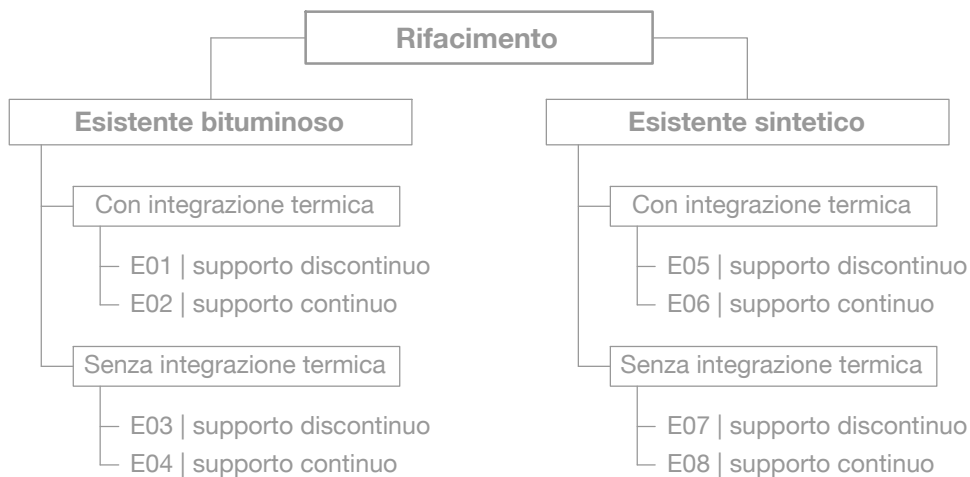 Rifacimento
Esistente bituminoso
Con integrazione termica
E01 | supporto discontinuo
E02 | supporto continuo
Senza integrazione termica
E03 | supporto discontinuo
E04 | supporto continuo
Esistente sintetico
Con integrazione termica
E05 | supporto discontinuo
E06 | supporto continuo
Senza integrazione termica
E07 | supporto discontinuo
E08 | supporto continuo